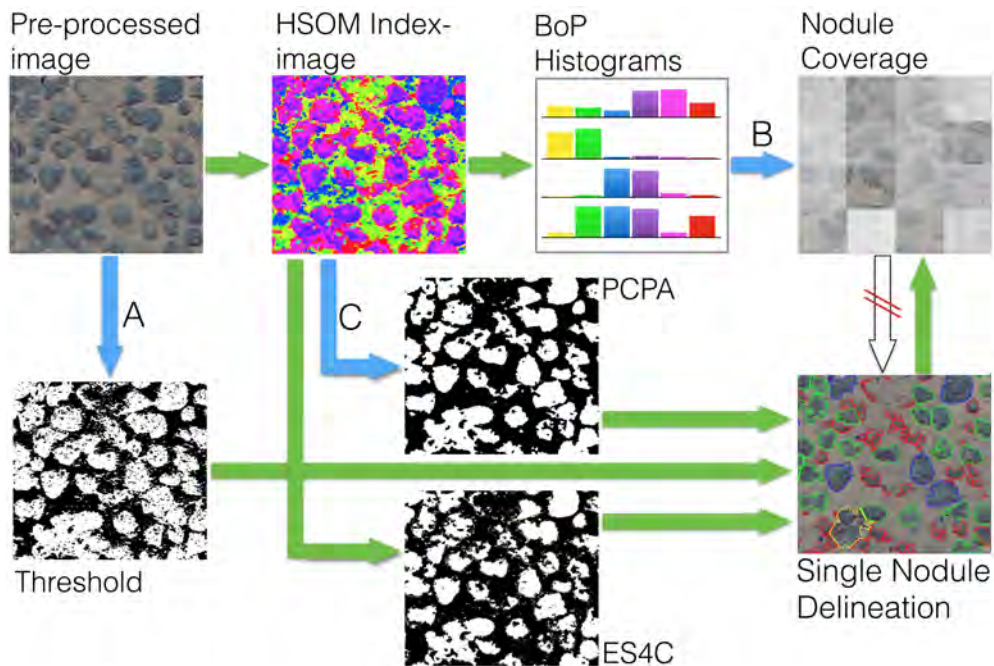 Pre-processed
image
HSOM Index-
image
BoP
Histograms
Nodule
Coverage
B
A
C
PCPA
Threshold
ES4C
Single Nodule
Delineation